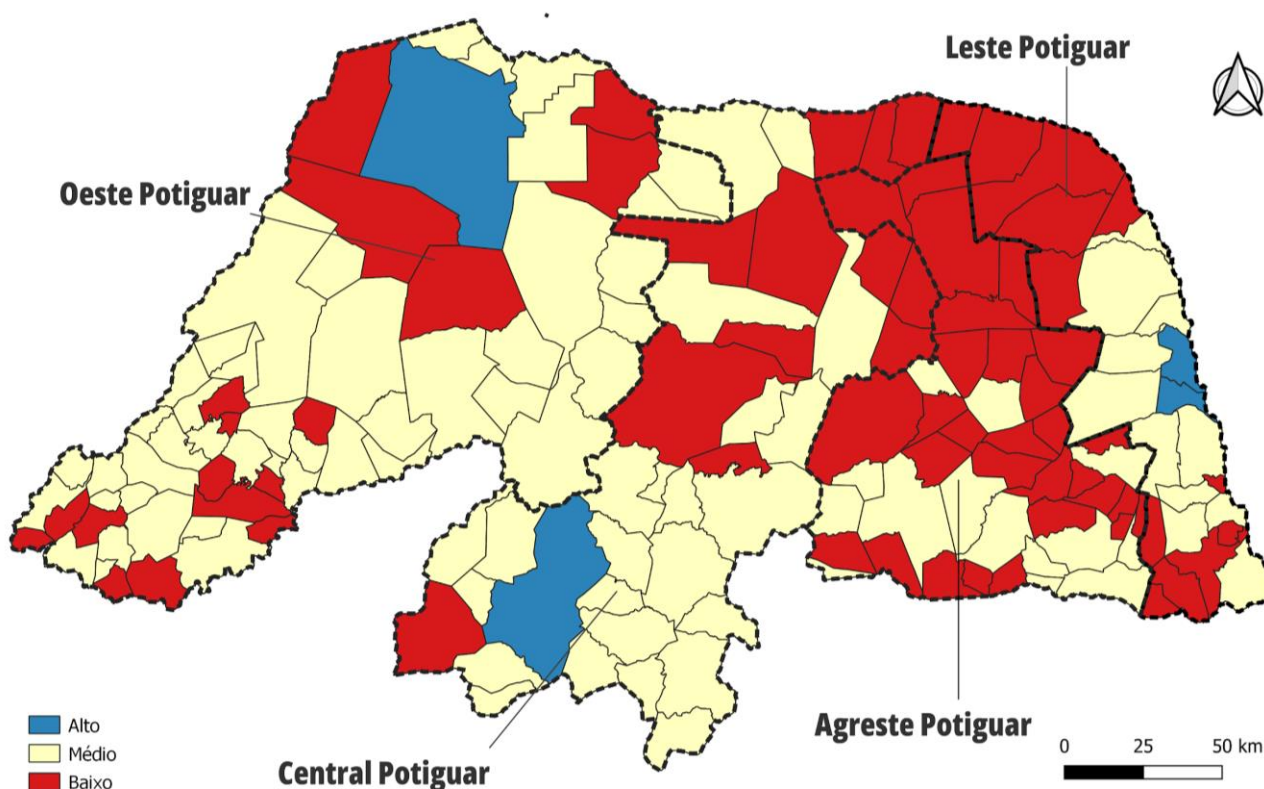 Leste Potiguar
Oeste Potiguar
Agreste Potiguar
Central Potiguar
Alto
Médio
Baixo
0 25 50 km